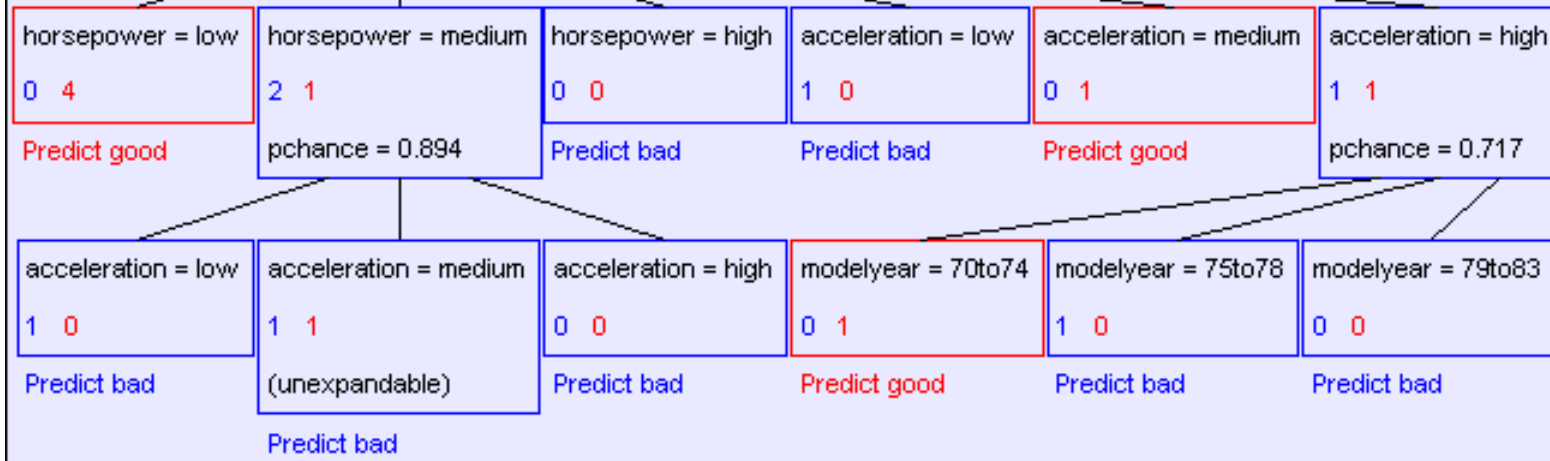 horsepower = low
0 4
Predict good
horsepower = medium
2 1
pchance = 0.894
horsepower = high
0 0
Predict bad
acceleration = low
1 0
Predict bad
acceleration = medium
0 1
Predict good
acceleration = high
1 1
pchance = 0.717
acceleration = low
1 0
Predict bad
acceleration = medium
1 1
(unexpandable)
Predict bad
acceleration = high
0 0
Predict bad
modelyear = 70to74
0 1
Predict good
modelyear = 75to78
1 0
Predict bad
modelyear = 79to83
0 0
Predict bad